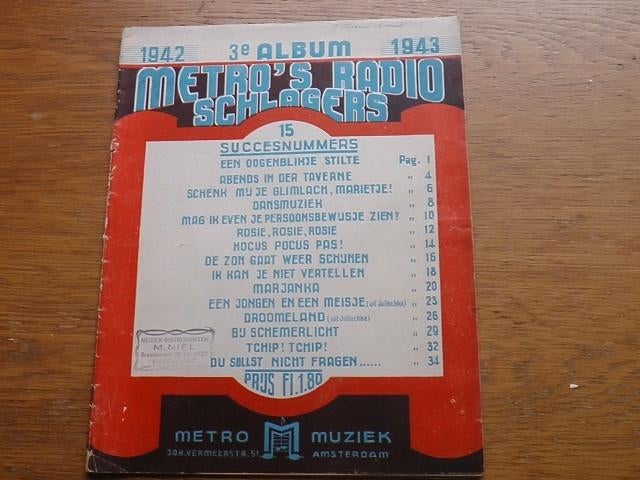 1942 3e ALBUM 1943
METRO'S RADIO
SCHLAGERS
15
SUCCESNUMMERS
EEN OOGENBLIKJE STILTE Pag. 1
ABENDS IN DER TAVERNE " 4
SCHENK MIJ JE GLIMLACH, MARIETJE! " 6
DANSMUZIEK " 8
MAG IK EVEN JE PERSOONSBEWIJSJE ZIEN? " 10
ROSIE, ROSIE, ROSIE " 12
HOCUS POCUS PAS! " 14
DE ZON GAAT WEER SCHIJNEN " 16
IK KAN JE NIET VERTELLEN " 18
MARJANKA " 20
EEN JONGEN EN EEN MEISJE (uit Julischka) " 23
DROOMELAND (uit Julischka) " 26
BIJ SCHEMERLICHT " 29
TCHIP! TCHIP! " 32
DU SOLLST NICHT FRAGEN...... " 34
MUZIEK-INSTRUMENTEN
M. NIEL
PRIJS Fl. 1.80
METRO M MUZIEK
JOH. VERMEERSTR. 51 AMSTERDAM